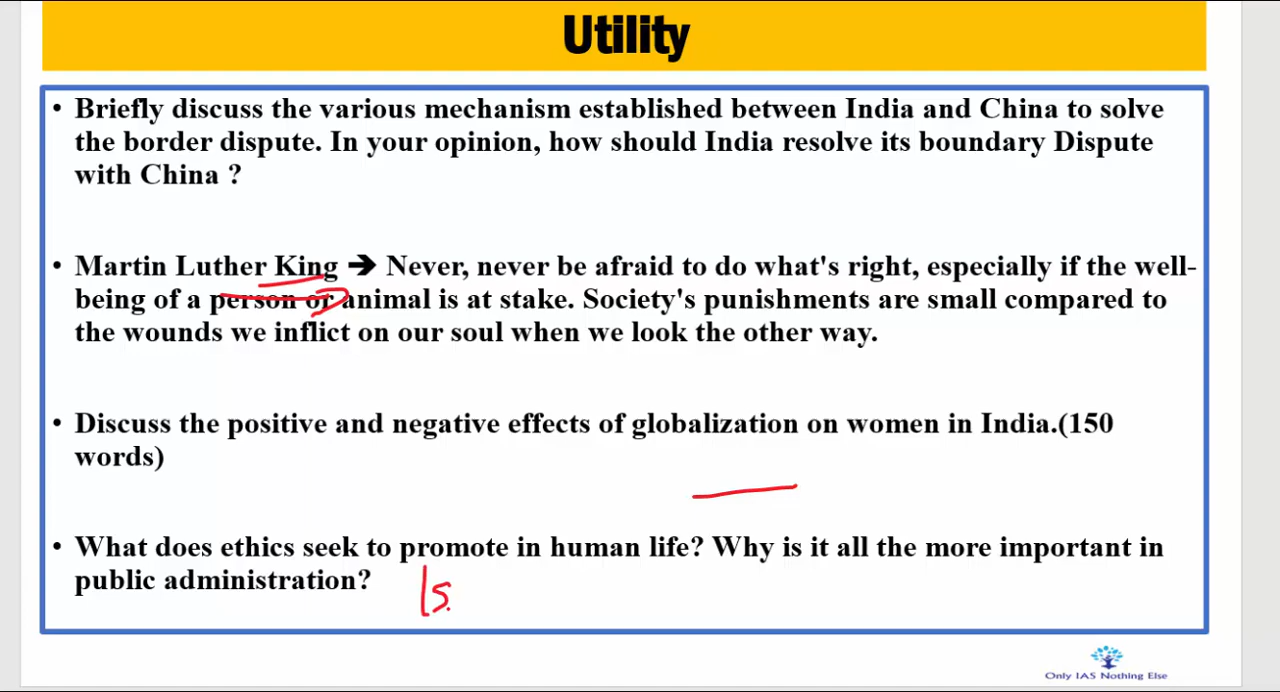 Utility
• Briefly discuss the various mechanism established between India and China to solve
the border dispute. In your opinion, how should India resolve its boundary Dispute
with China ?
• Martin Luther King ➔ Never, never be afraid to do what's right, especially if the well-
being of a person or animal is at stake. Society's punishments are small compared to
the wounds we inflict on our soul when we look the other way.
• Discuss the positive and negative effects of globalization on women in India.(150
words)
• What does ethics seek to promote in human life? Why is it all the more important in
public administration?
Only IAS Nothing Else